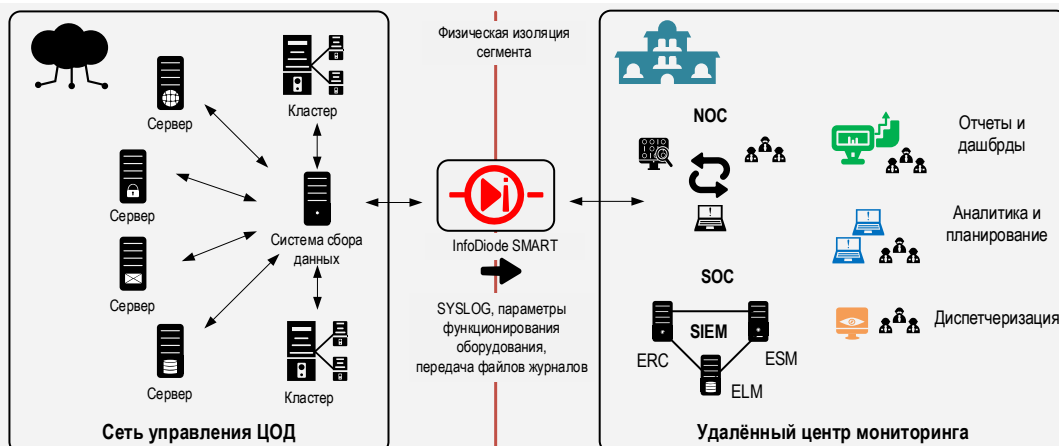 Физическая изоляция
сегмента
Сервер
Кластер
Сервер
Система сбора
данных
Сервер
Сервер
Кластер
Сеть управления ЦОД
InfoDiode SMART
SYSLOG, параметры
функционирования
оборудования,
передача файлов журналов
NOC
SOC
SIEM
ERC
ESM
ELM
Отчеты и
дашбрды
Аналитика и
планирование
Диспетчеризация
Удалённый центр мониторинга